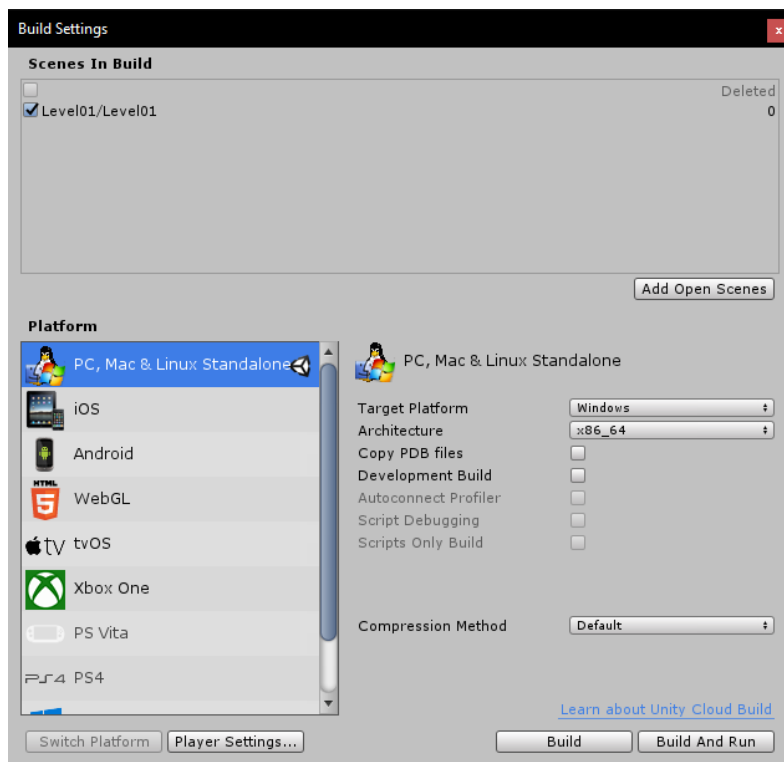 Build Settings
x
Scenes In Build
Deleted
Level01/Level01 0
Add Open Scenes
Platform
PC, Mac & Linux Standalone
iOS
Android
HTML
5
WebGL
tv tvOS
Xbox One
PS Vita
PS4 PS4
PC, Mac & Linux Standalone
Target Platform Windows
Architecture x86_64
Copy PDB files
Development Build
Autoconnect Profiler
Script Debugging
Scripts Only Build
Compression Method Default
Learn about Unity Cloud Build
Switch Platform Player Settings... Build Build And Run